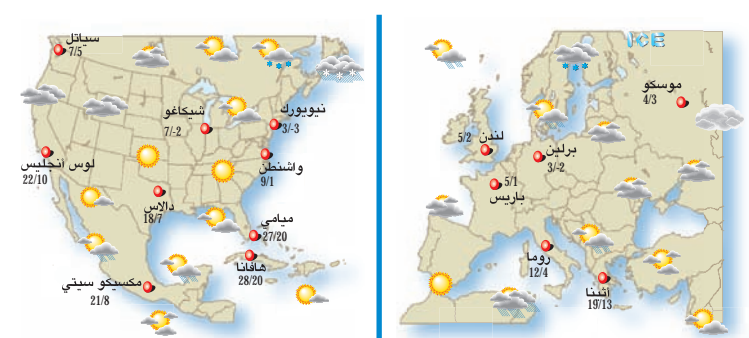 سياتل
7/5
شيكاغو
7/-2
نيويورك
3/-3
لوس أنجليس
22/10
واشنطن
9/1
دالاس
18/7
ميامي
27/20
هافانا
28/20
مكسيكو سيتي
21/8
ICE
موسكو
4/3
لندن
5/2
برلين
3/-2
5/1
باريس
روما
12/4
أثينا
19/13